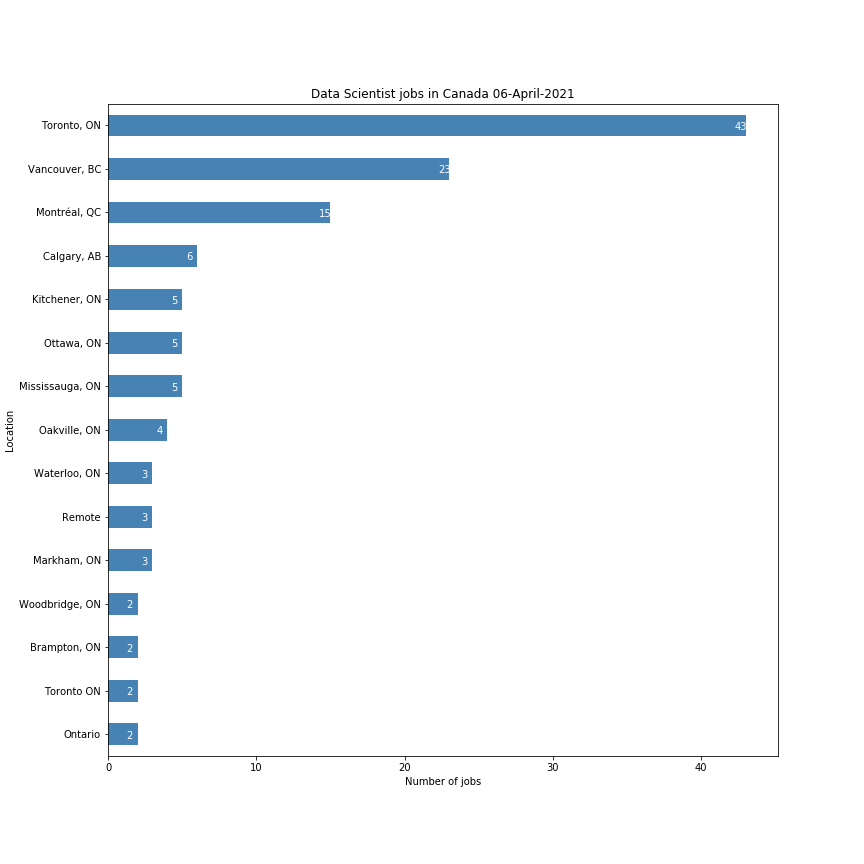 Data Scientist jobs in Canada 06-April-2021
Toronto, ON 43
Vancouver, BC 23
Montréal, QC 15
Calgary, AB 6
Kitchener, ON 5
Ottawa, ON 5
Mississauga, ON 5
Oakville, ON 4
Waterloo, ON 3
Remote 3
Markham, ON 3
Woodbridge, ON 2
Brampton, ON 2
Toronto ON 2
Ontario 2
Location
0 10 20 30 40
Number of jobs